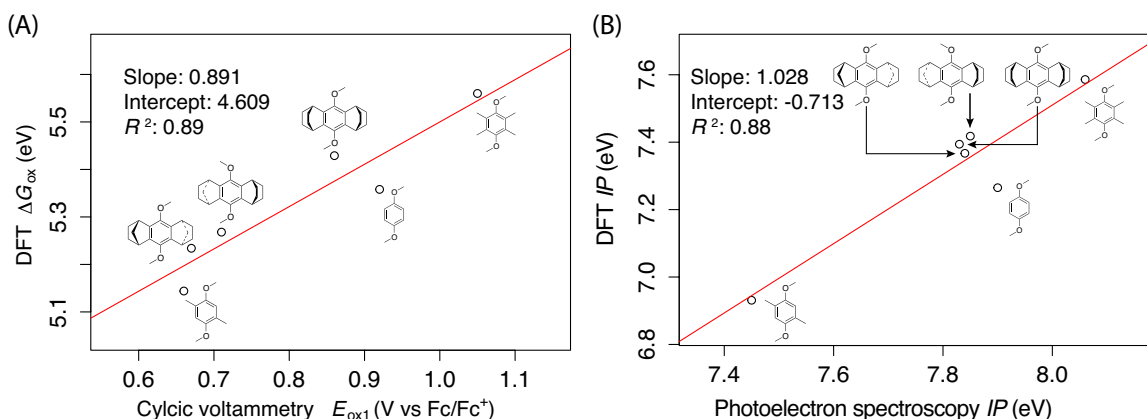 (A)
Slope: 0.891
Intercept: 4.609
R²: 0.89
DFT ΔGox (eV)
5.5
5.3
5.1
0.6 0.7 0.8 0.9 1.0 1.1
Cylcic voltammetry Eox1 (V vs Fc/Fc⁺)
O
O
O
O
O
O
O
O
O
O
O
O
(B)
Slope: 1.028
Intercept: -0.713
R²: 0.88
DFT IP (eV)
7.6
7.4
7.2
7.0
6.8
7.4 7.6 7.8 8.0
Photoelectron spectroscopy IP (eV)
O O O
O O O
O
O
O
O
O
O